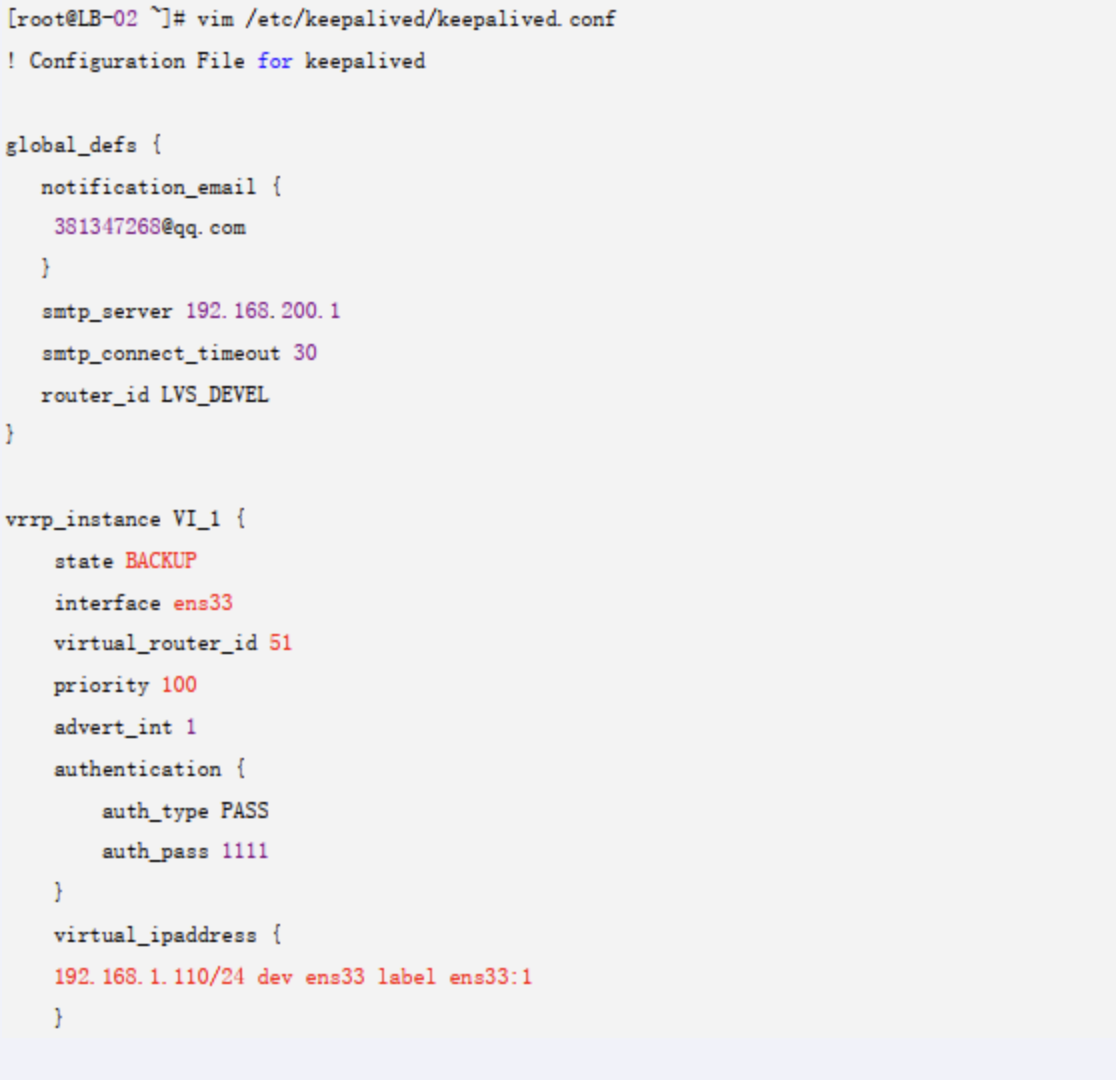 [root@LB-02 ~]# vim /etc/keepalived/keepalived.conf
! Configuration File for keepalived
global_defs {
notification_email {
381347268@qq.com
}
smtp_server 192.168.200.1
smtp_connect_timeout 30
router_id LVS_DEVEL
}
vrrp_instance VI_1 {
state BACKUP
interface ens33
virtual_router_id 51
priority 100
advert_int 1
authentication {
auth_type PASS
auth_pass 1111
}
virtual_ipaddress {
192.168.1.110/24 dev ens33 label ens33:1
}